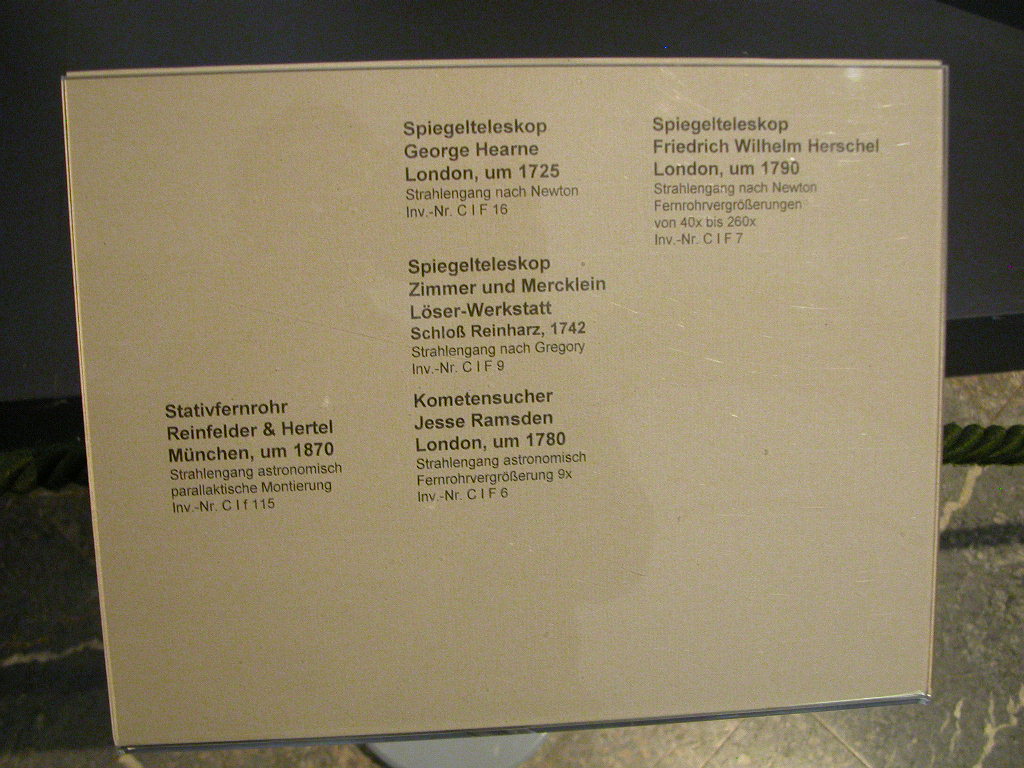 Spiegelteleskop
George Hearne
London, um 1725
Strahlengang nach Newton
Inv.-Nr. C I F 16
Spiegelteleskop
Friedrich Wilhelm Herschel
London, um 1790
Strahlengang nach Newton
Fernrohrvergrößerungen
von 40x bis 260x
Inv.-Nr. C I F 7
Spiegelteleskop
Zimmer und Mercklein
Löser-Werkstatt
Schloß Reinharz, 1742
Strahlengang nach Gregory
Inv.-Nr. C I F 9
Stativfernrohr
Reinfelder & Hertel
München, um 1870
Strahlengang astronomisch
parallaktische Montierung
Inv.-Nr. C I f 115
Kometensucher
Jesse Ramsden
London, um 1780
Strahlengang astronomisch
Fernrohrvergrößerung 9x
Inv.-Nr. C I F 6